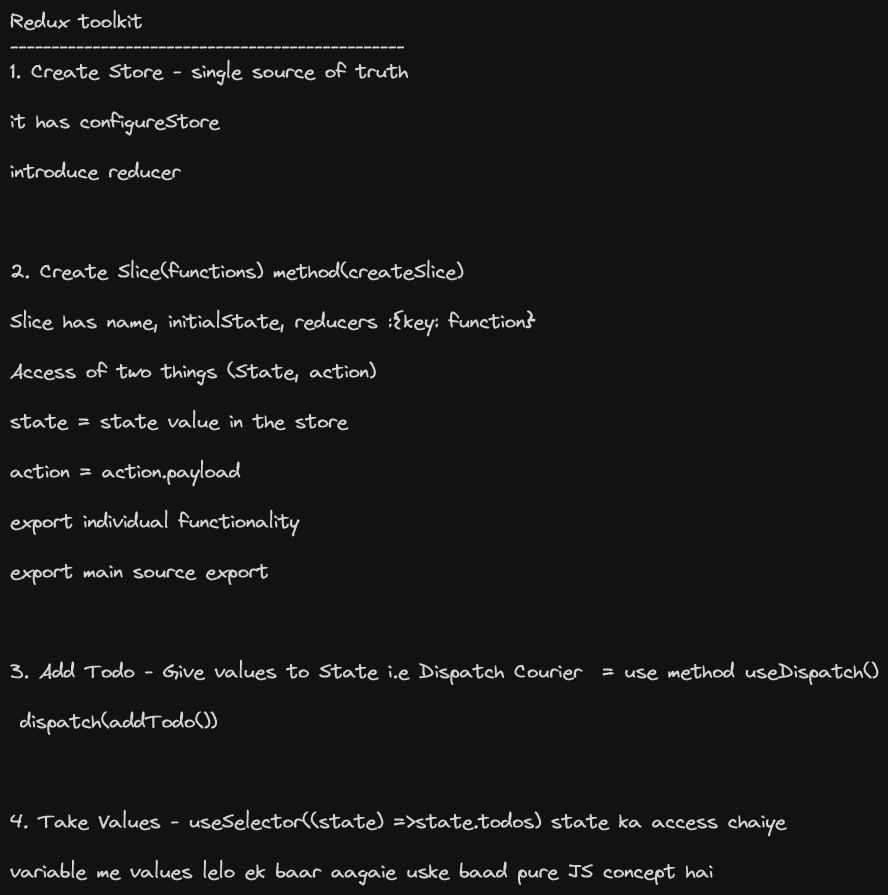 Redux toolkit
------------------------------------------------
1. Create Store - single source of truth
it has configureStore
introduce reducer
2. Create Slice(functions) method(createSlice)
Slice has name, initialState, reducers :{key: function}
Access of two things (State, action)
state = state value in the store
action = action.payload
export individual functionality
export main source export
3. Add Todo - Give values to State i.e Dispatch Courier = use method useDispatch()
dispatch(addTodo())
4. Take Values - useSelector((state) =>state.todos) state ka access chaiye
variable me values lelo ek baar aagaie uske baad pure JS concept hai